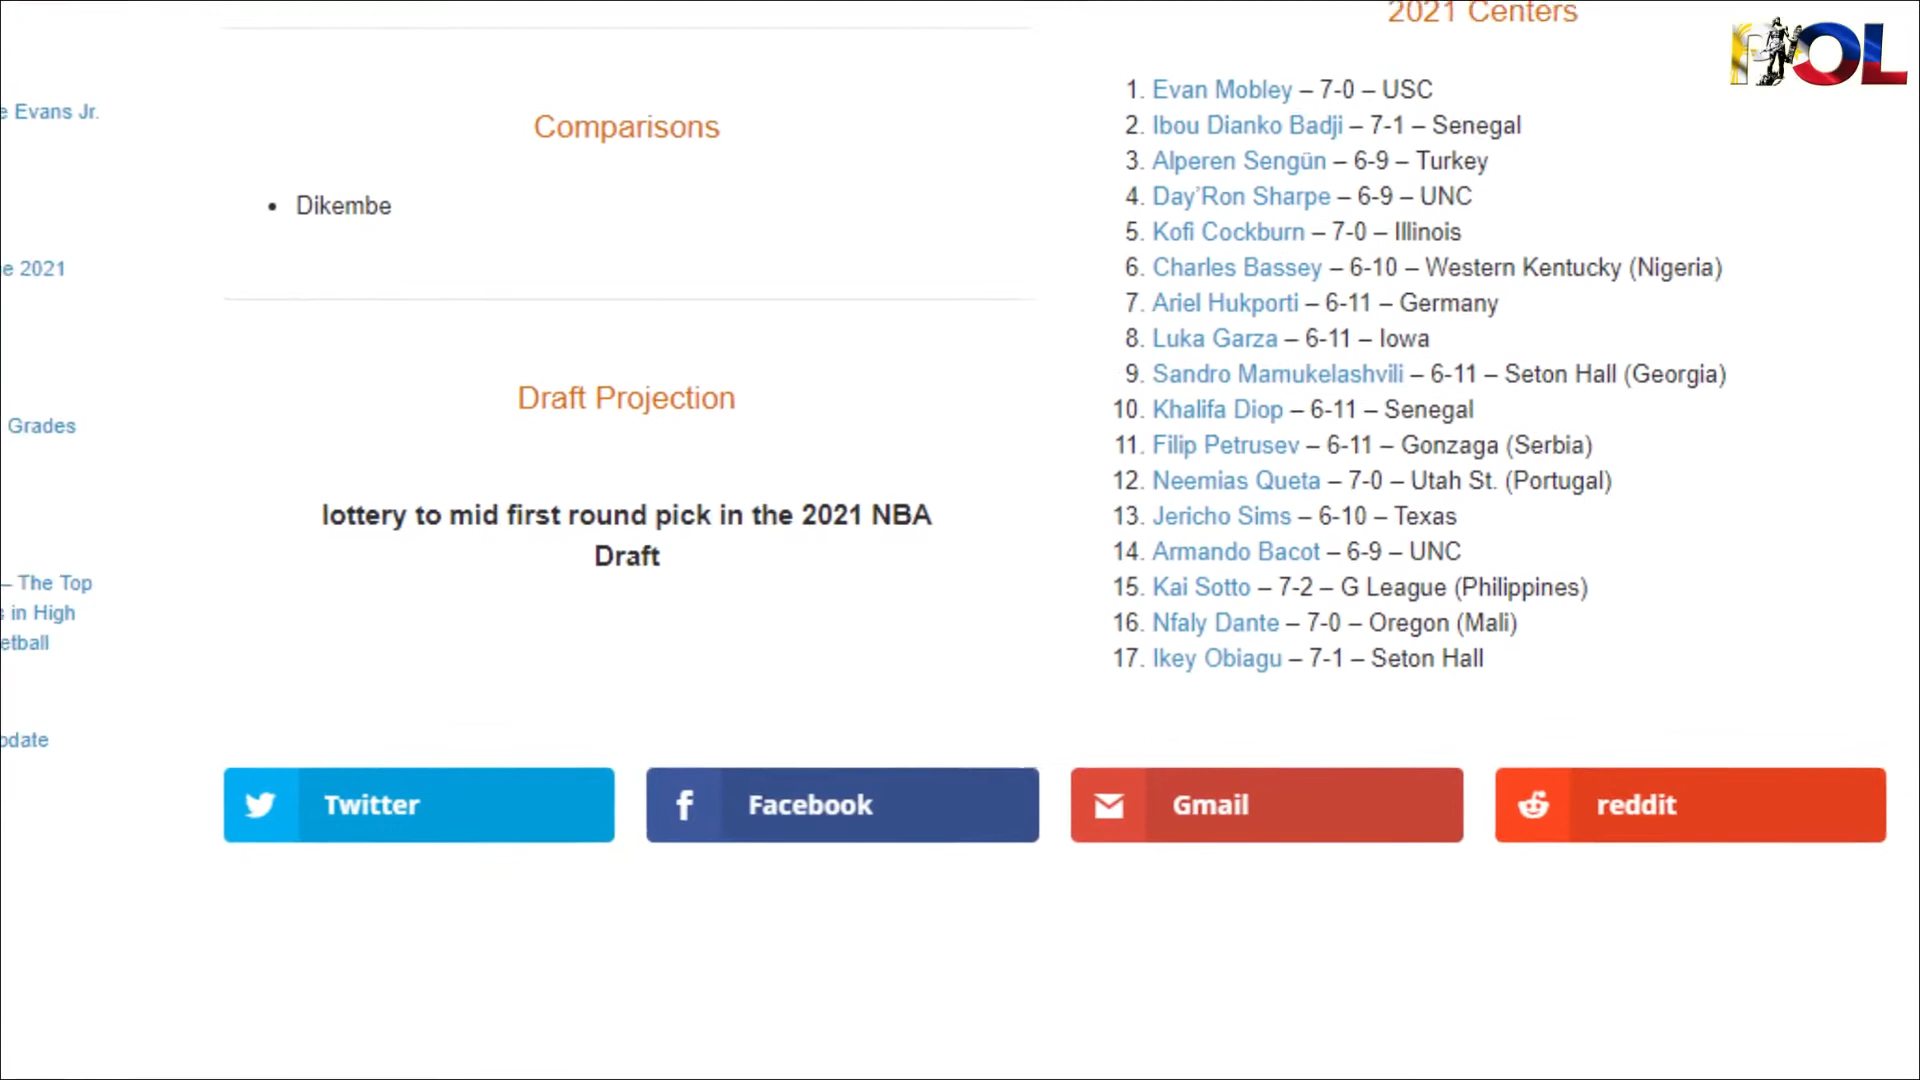 e Evans Jr.
e 2021
Grades
– The Top
s in High
etball
pdate
Comparisons
• Dikembe
Draft Projection
lottery to mid first round pick in the 2021 NBA
Draft
2021 Centers
1. Evan Mobley – 7-0 – USC
2. Ibou Dianko Badji – 7-1 – Senegal
3. Alperen Sengün – 6-9 – Turkey
4. Day’Ron Sharpe – 6-9 – UNC
5. Kofi Cockburn – 7-0 – Illinois
6. Charles Bassey – 6-10 – Western Kentucky (Nigeria)
7. Ariel Hukporti – 6-11 – Germany
8. Luka Garza – 6-11 – Iowa
9. Sandro Mamukelashvili – 6-11 – Seton Hall (Georgia)
10. Khalifa Diop – 6-11 – Senegal
11. Filip Petrusev – 6-11 – Gonzaga (Serbia)
12. Neemias Queta – 7-0 – Utah St. (Portugal)
13. Jericho Sims – 6-10 – Texas
14. Armando Bacot – 6-9 – UNC
15. Kai Sotto – 7-2 – G League (Philippines)
16. Nfaly Dante – 7-0 – Oregon (Mali)
17. Ikey Obiagu – 7-1 – Seton Hall
Twitter
Facebook
Gmail
reddit